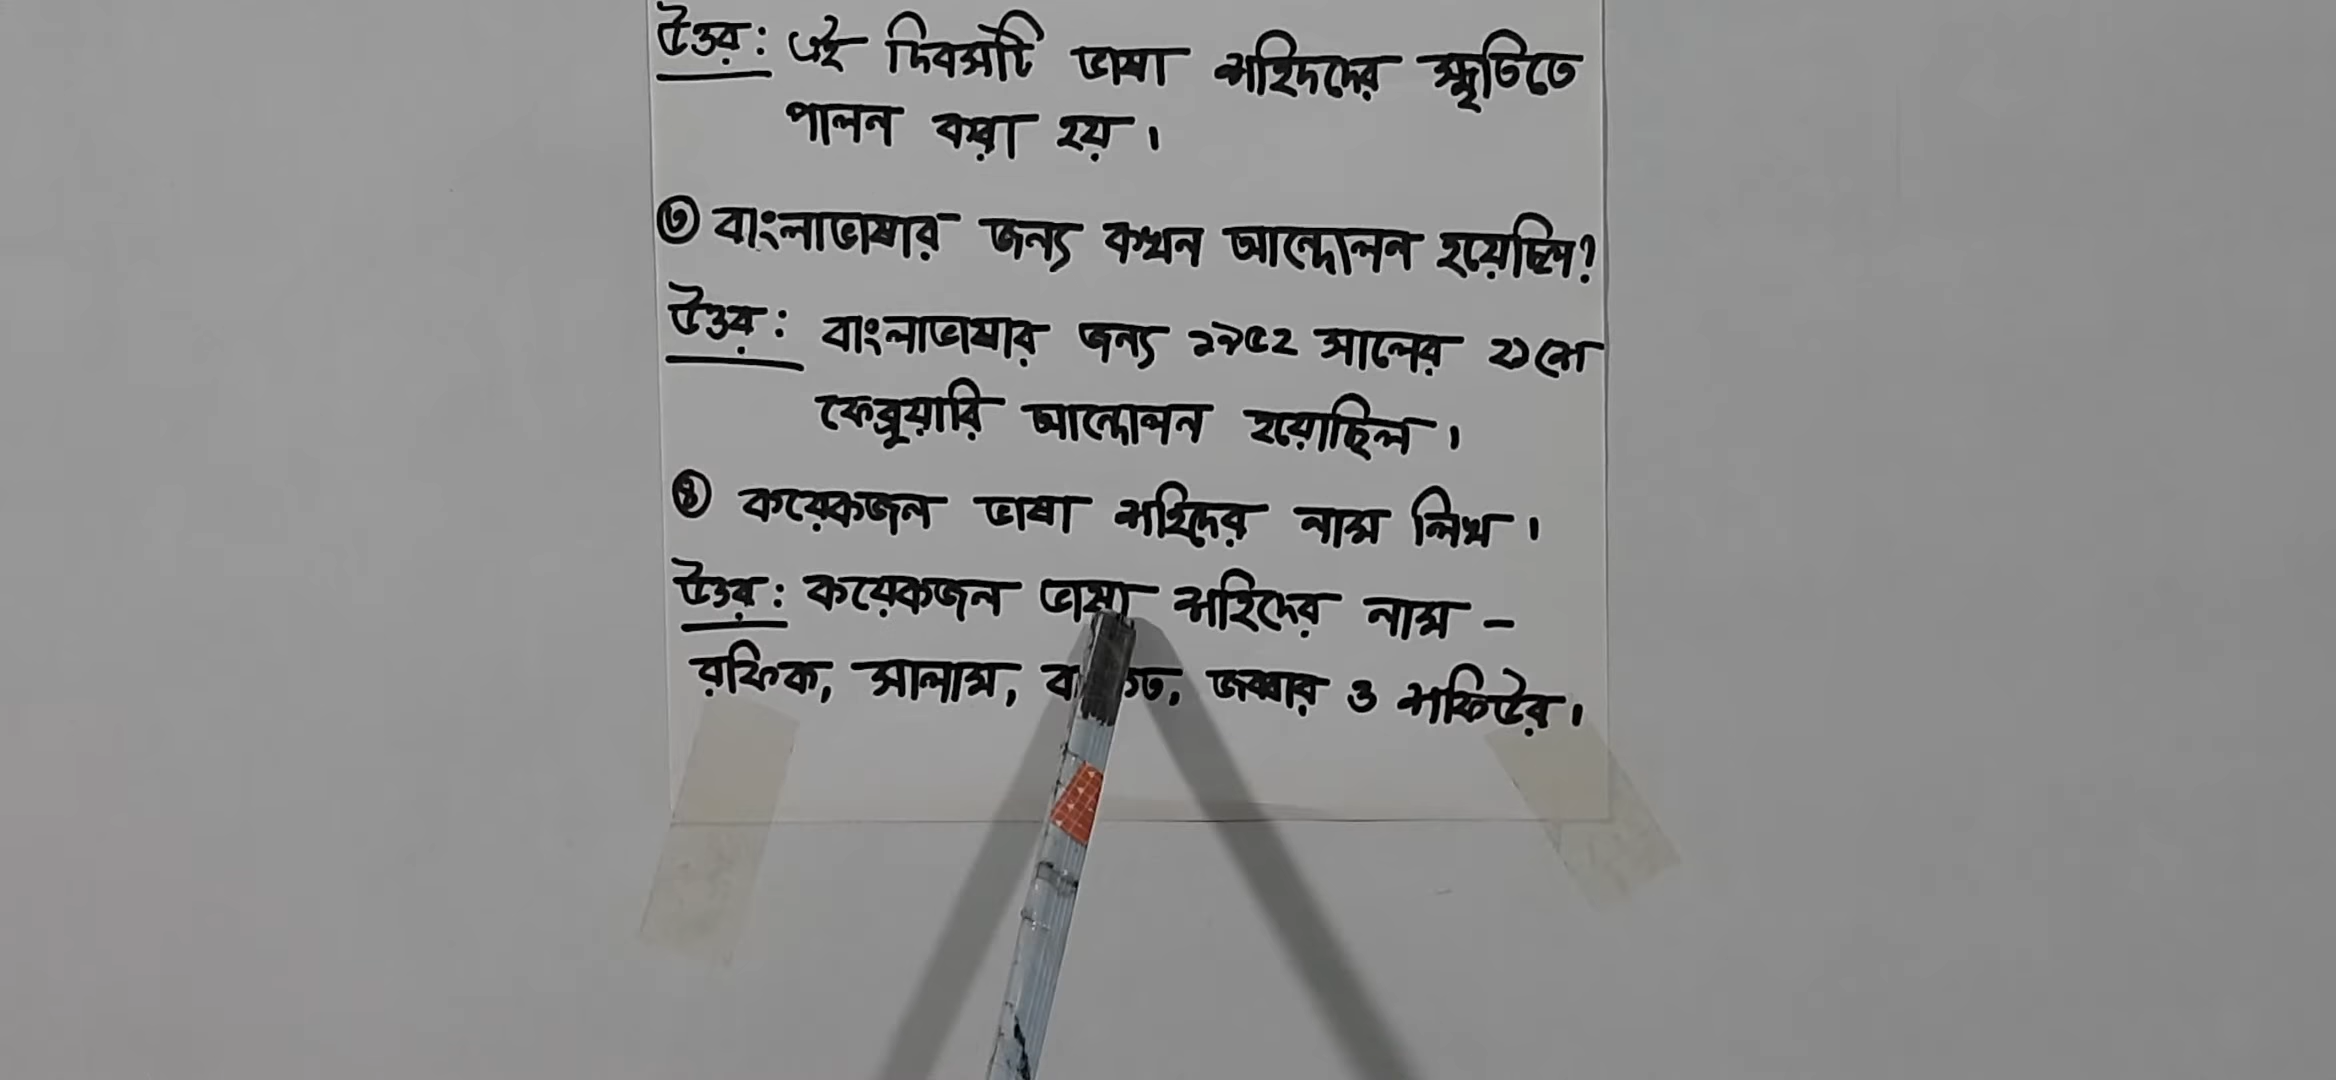 উত্তর: এই দিবসটি ভাষা শহিদদের স্মৃতিতে
পালন করা হয়।
৩ বাংলাভাষার জন্য কখন আন্দোলন হয়েছিল?
উত্তর: বাংলাভাষার জন্য ১৯৫২ সালের ২১শে
ফেব্রুয়ারি আন্দোলন হয়েছিল।
৪ কয়েকজন ভাষা শহিদের নাম লিখ।
উত্তর: কয়েকজন ভাষা শহিদের নাম -
রফিক, সালাম, জব্বার ও শফিউর।